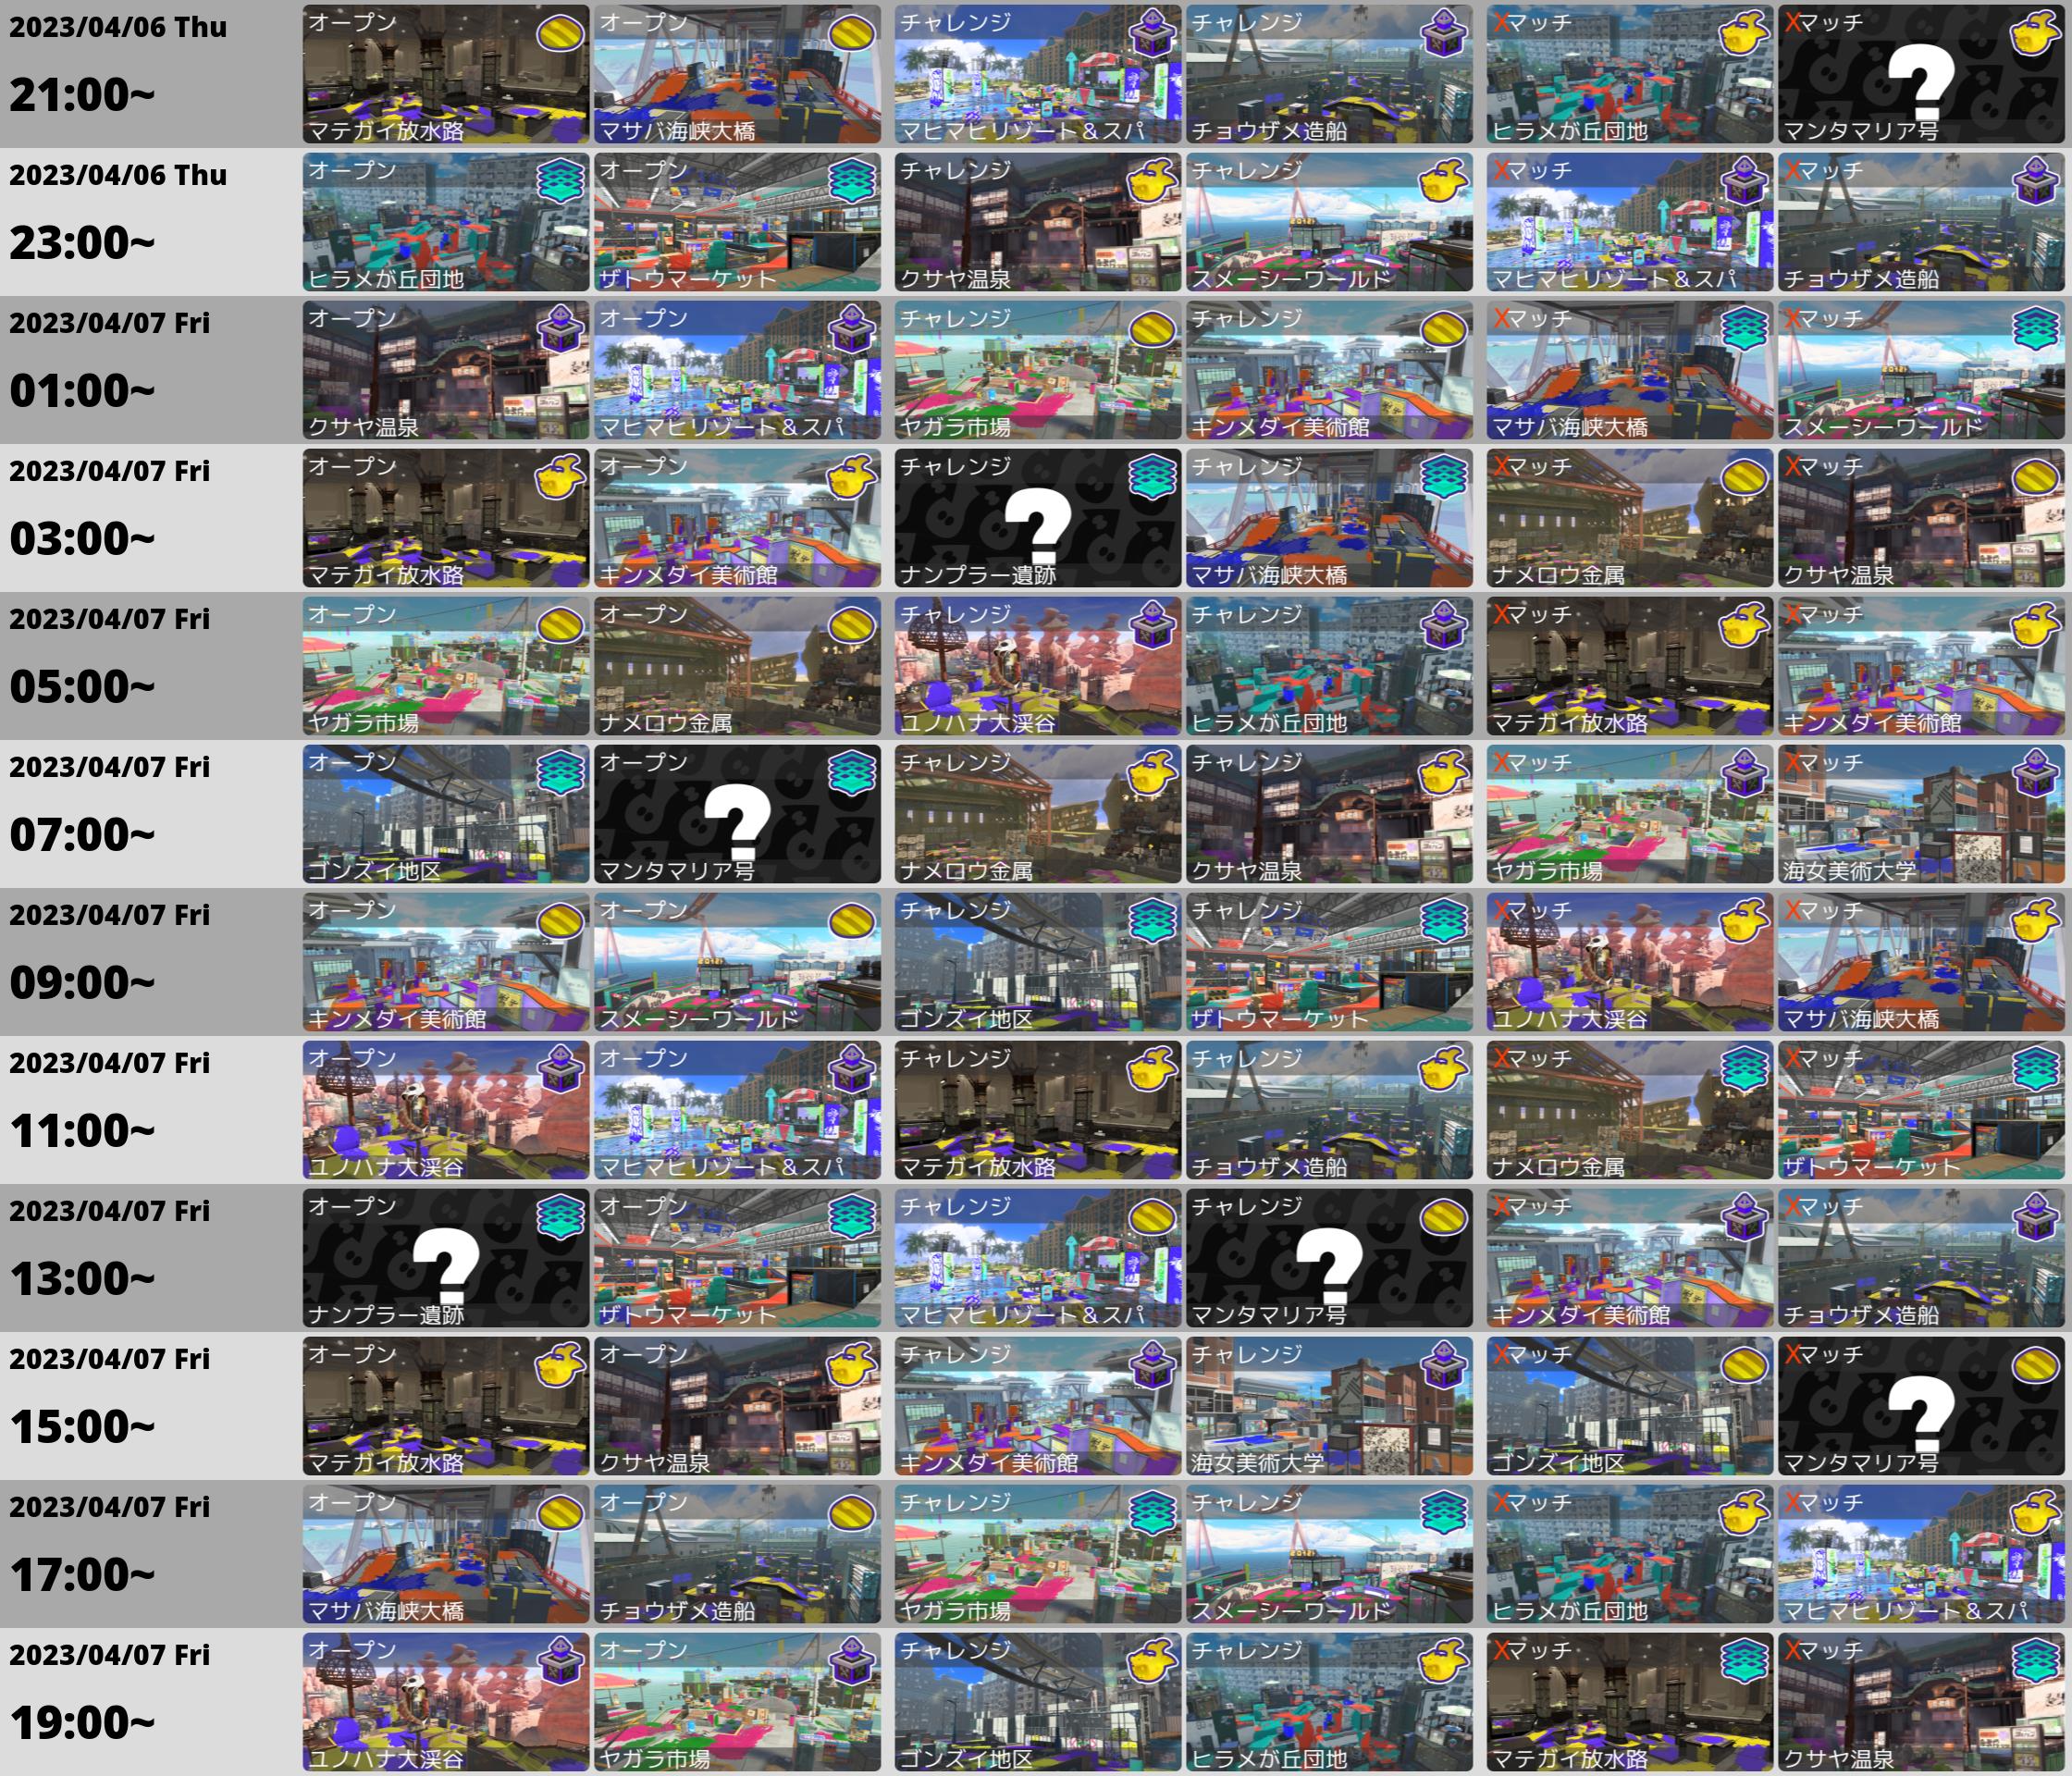 2023/04/06 Thu
21:00~
オープン オープン チャレンジ チャレンジ Xマッチ Xマッチ
マテガイ放水路 マサバ海峡大橋 マヒマヒリゾート＆スパ チョウザメ造船 ヒラメが丘団地 マンタマリア号
2023/04/06 Thu
23:00~
オープン オープン チャレンジ チャレンジ Xマッチ Xマッチ
ヒラメが丘団地 ザトウマーケット クサヤ温泉 スメーシーワールド マヒマヒリゾート＆スパ チョウザメ造船
2023/04/07 Fri
01:00~
オープン オープン チャレンジ チャレンジ Xマッチ Xマッチ
クサヤ温泉 マヒマヒリゾート＆スパ ヤガラ市場 キンメダイ美術館 マサバ海峡大橋 スメーシーワールド
2023/04/07 Fri
03:00~
オープン オープン チャレンジ チャレンジ Xマッチ Xマッチ
マテガイ放水路 キンメダイ美術館 ナンプラー遺跡 マサバ海峡大橋 ナメロウ金属 クサヤ温泉
2023/04/07 Fri
05:00~
オープン オープン チャレンジ チャレンジ Xマッチ Xマッチ
ヤガラ市場 ナメロウ金属 ユノハナ大渓谷 ヒラメが丘団地 マテガイ放水路 キンメダイ美術館
2023/04/07 Fri
07:00~
オープン オープン チャレンジ チャレンジ Xマッチ Xマッチ
ゴンズイ地区 マンタマリア号 ナメロウ金属 クサヤ温泉 ヤガラ市場 海女美術大学
2023/04/07 Fri
09:00~
オープン オープン チャレンジ チャレンジ Xマッチ Xマッチ
キンメダイ美術館 スメーシーワールド ゴンズイ地区 ザトウマーケット ユノハナ大渓谷 マサバ海峡大橋
2023/04/07 Fri
11:00~
オープン オープン チャレンジ チャレンジ Xマッチ Xマッチ
ユノハナ大渓谷 マヒマヒリゾート＆スパ マテガイ放水路 チョウザメ造船 ナメロウ金属 ザトウマーケット
2023/04/07 Fri
13:00~
オープン オープン チャレンジ チャレンジ Xマッチ Xマッチ
ナンプラー遺跡 ザトウマーケット マヒマヒリゾート＆スパ マンタマリア号 キンメダイ美術館 チョウザメ造船
2023/04/07 Fri
15:00~
オープン オープン チャレンジ チャレンジ Xマッチ Xマッチ
マテガイ放水路 クサヤ温泉 キンメダイ美術館 海女美術大学 ゴンズイ地区 マンタマリア号
2023/04/07 Fri
17:00~
オープン オープン チャレンジ チャレンジ Xマッチ Xマッチ
マサバ海峡大橋 チョウザメ造船 ヤガラ市場 スメーシーワールド ヒラメが丘団地 マヒマヒリゾート＆スパ
2023/04/07 Fri
19:00~
オープン オープン チャレンジ チャレンジ Xマッチ Xマッチ
ユノハナ大渓谷 ヤガラ市場 ゴンズイ地区 ヒラメが丘団地 マテガイ放水路 クサヤ温泉